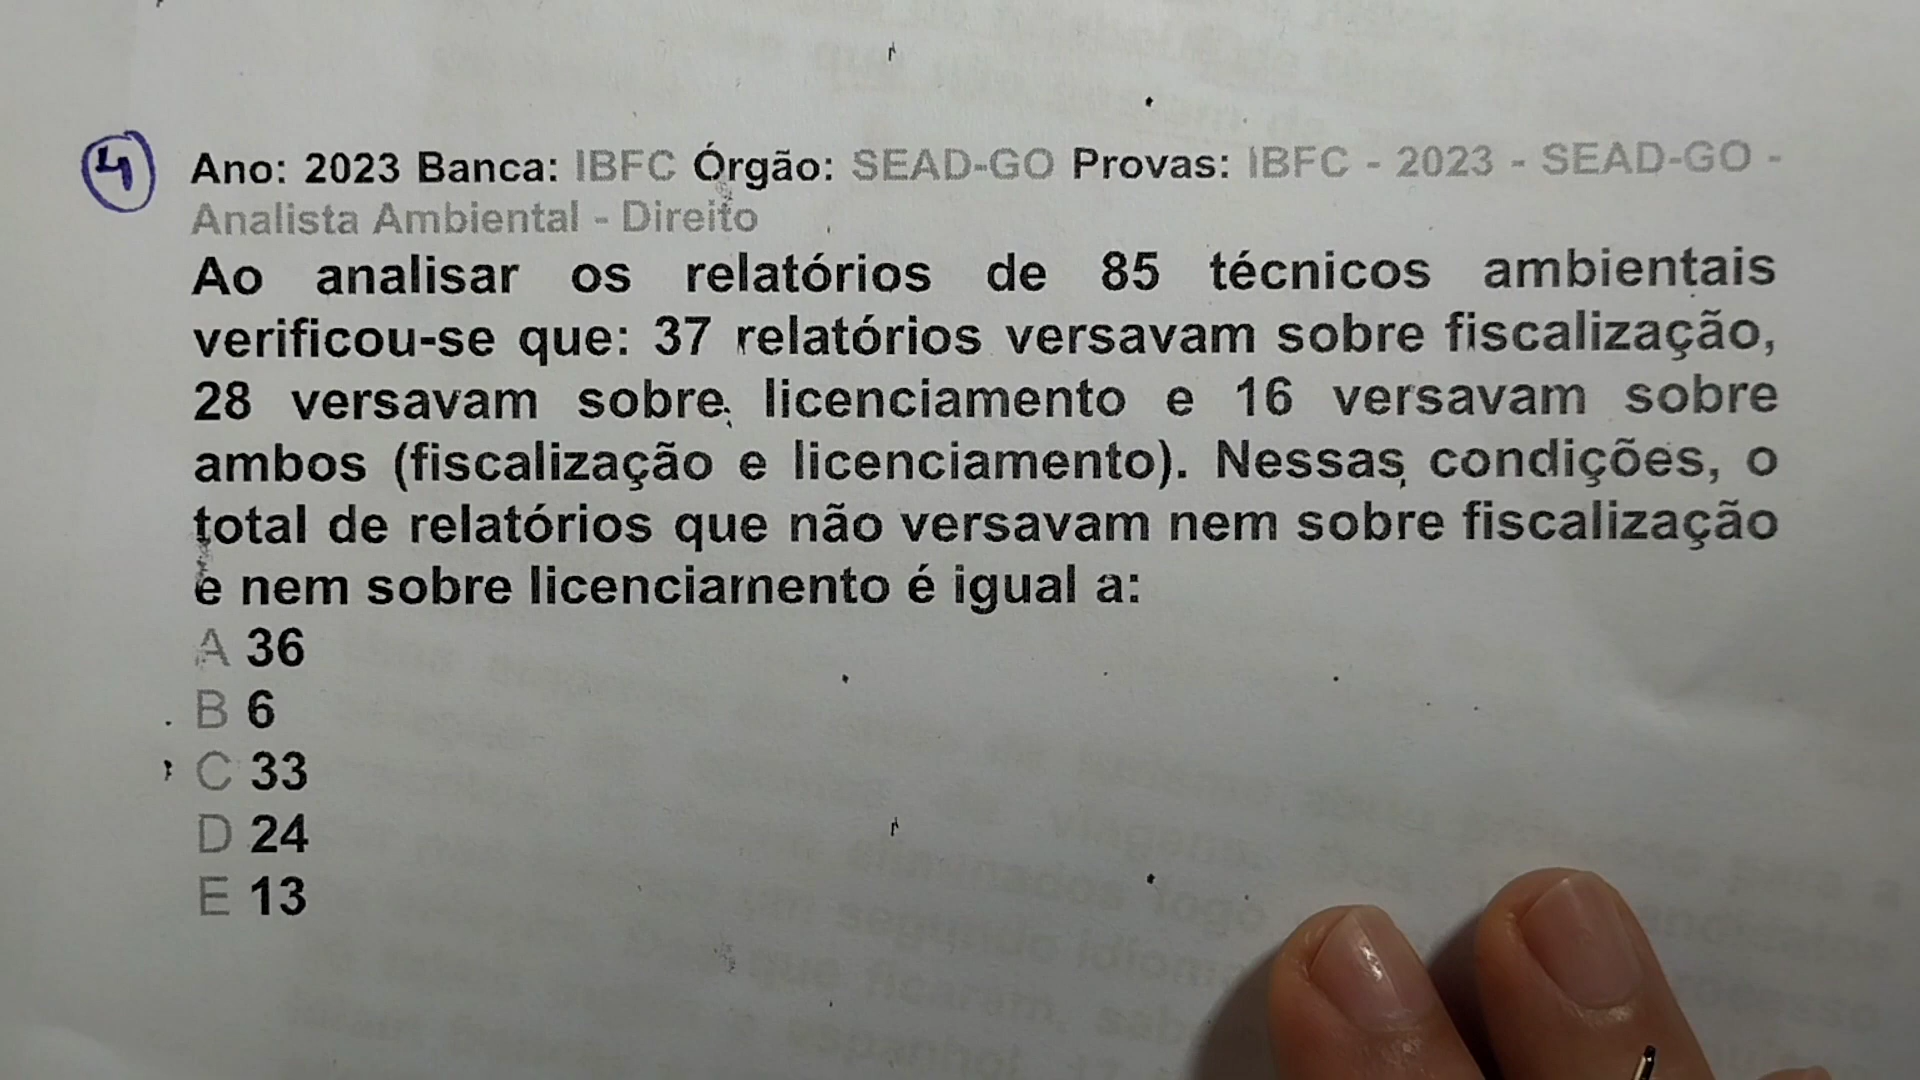 4 Ano: 2023 Banca: IBFC Órgão: SEAD-GO Provas: IBFC - 2023 - SEAD-GO -
Analista Ambiental - Direito
Ao analisar os relatórios de 85 técnicos ambientais
verificou-se que: 37 relatórios versavam sobre fiscalização,
28 versavam sobre licenciamento e 16 versavam sobre
ambos (fiscalização e licenciamento). Nessas condições, o
total de relatórios que não versavam nem sobre fiscalização
e nem sobre licenciamento é igual a:
A 36
B 6
C 33
D 24
E 13